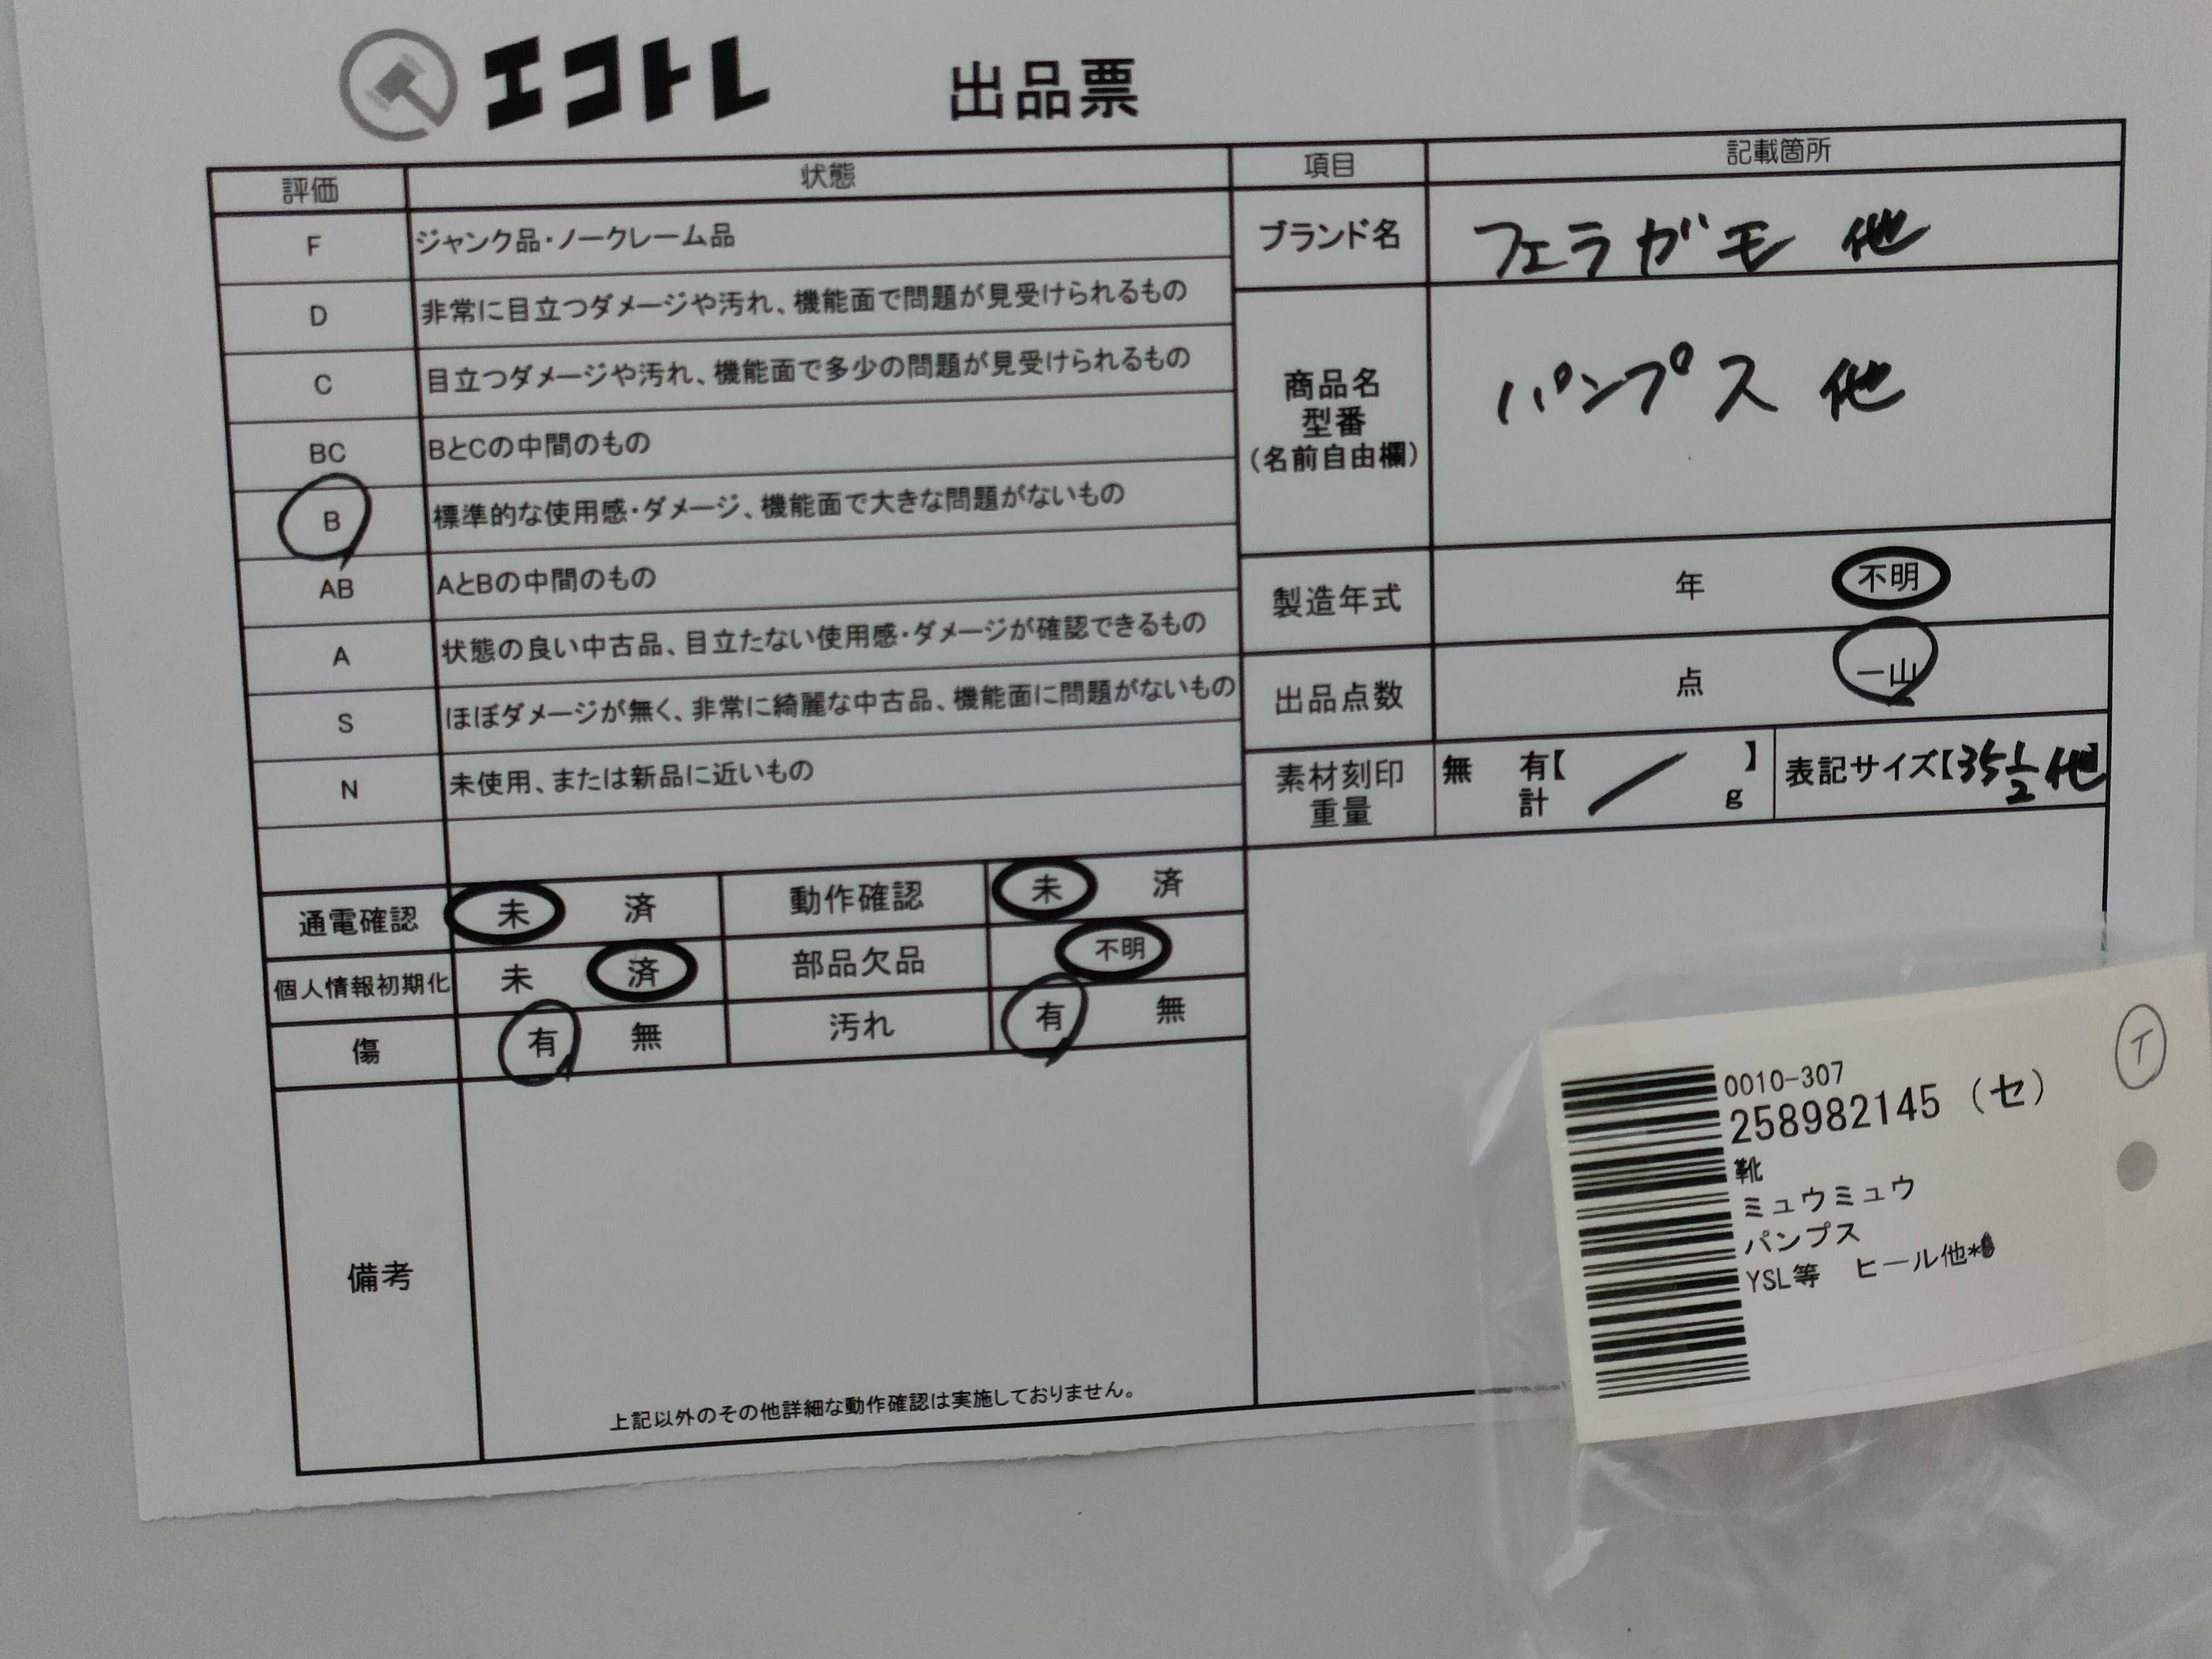 エコトレ 出品票
評価 状態 項目 記載箇所
F ジャンク品・ノークレーム品
D 非常に目立つダメージや汚れ、機能面で問題が見受けられるもの
C 目立つダメージや汚れ、機能面で多少の問題が見受けられるもの
BC BとCの中間のもの
B 標準的な使用感・ダメージ、機能面で大きな問題がないもの
AB AとBの中間のもの
A 状態の良い中古品、目立たない使用感・ダメージが確認できるもの
S ほぼダメージが無く、非常に綺麗な中古品、機能面に問題がないもの
N 未使用、または新品に近いもの
ブランド名 フェラガモ 他
商品名
型番
(名前自由欄)
パンプス 他
製造年式 年 不明
出品点数 点 一山
素材刻印
重量
無 有【 / 】
計 g
表記サイズ【35 1/2 他】
通電確認 未 済 動作確認 未 済
個人情報初期化 未 済 部品欠品 不明
傷 有 無 汚れ 有 無
備考
上記以外のその他詳細な動作確認は実施しておりません。
0010-307
258982145 (セ)
靴
ミュウミュウ
パンプス
YSL等 ヒール他*
イ